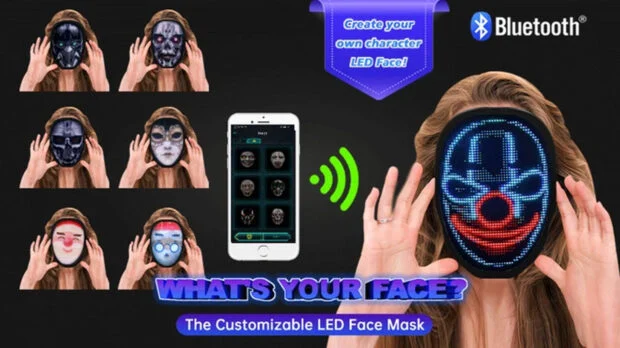 Create your
own character
LED Face!
Bluetooth®
WHAT'S YOUR FACE?
The Customizable LED Face Mask